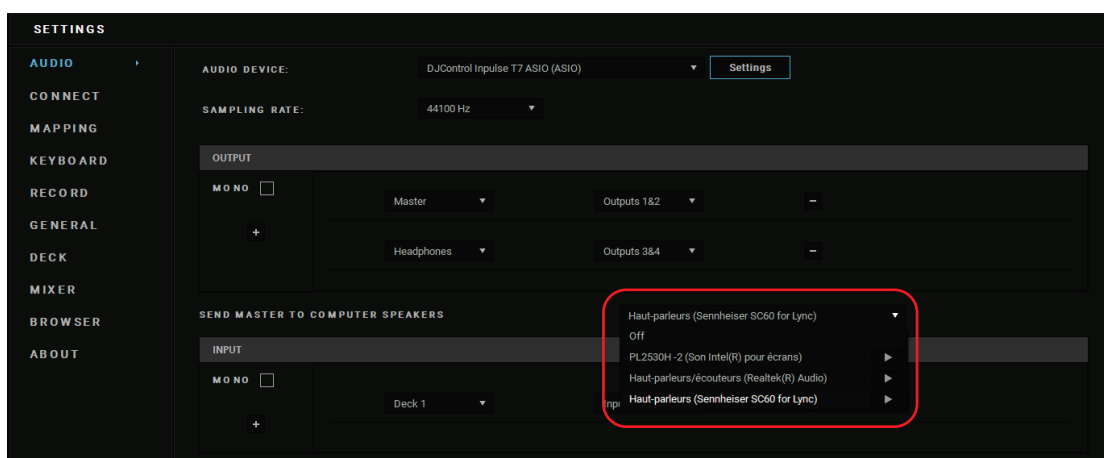 SETTINGS
AUDIO
CONNECT
MAPPING
KEYBOARD
RECORD
GENERAL
DECK
MIXER
BROWSER
ABOUT
AUDIO DEVICE: DJControl Inpulse T7 ASIO (ASIO) Settings
SAMPLING RATE: 44100 Hz
OUTPUT
MONO
Master Outputs 1&2 –
+
Headphones Outputs 3&4 –
SEND MASTER TO COMPUTER SPEAKERS Haut-parleurs (Sennheiser SC60 for Lync)
Off
PL2530H -2 (Son Intel(R) pour écrans)
Haut-parleurs/écouteurs (Realtek(R) Audio)
Haut-parleurs (Sennheiser SC60 for Lync)
INPUT
MONO
Deck 1
+